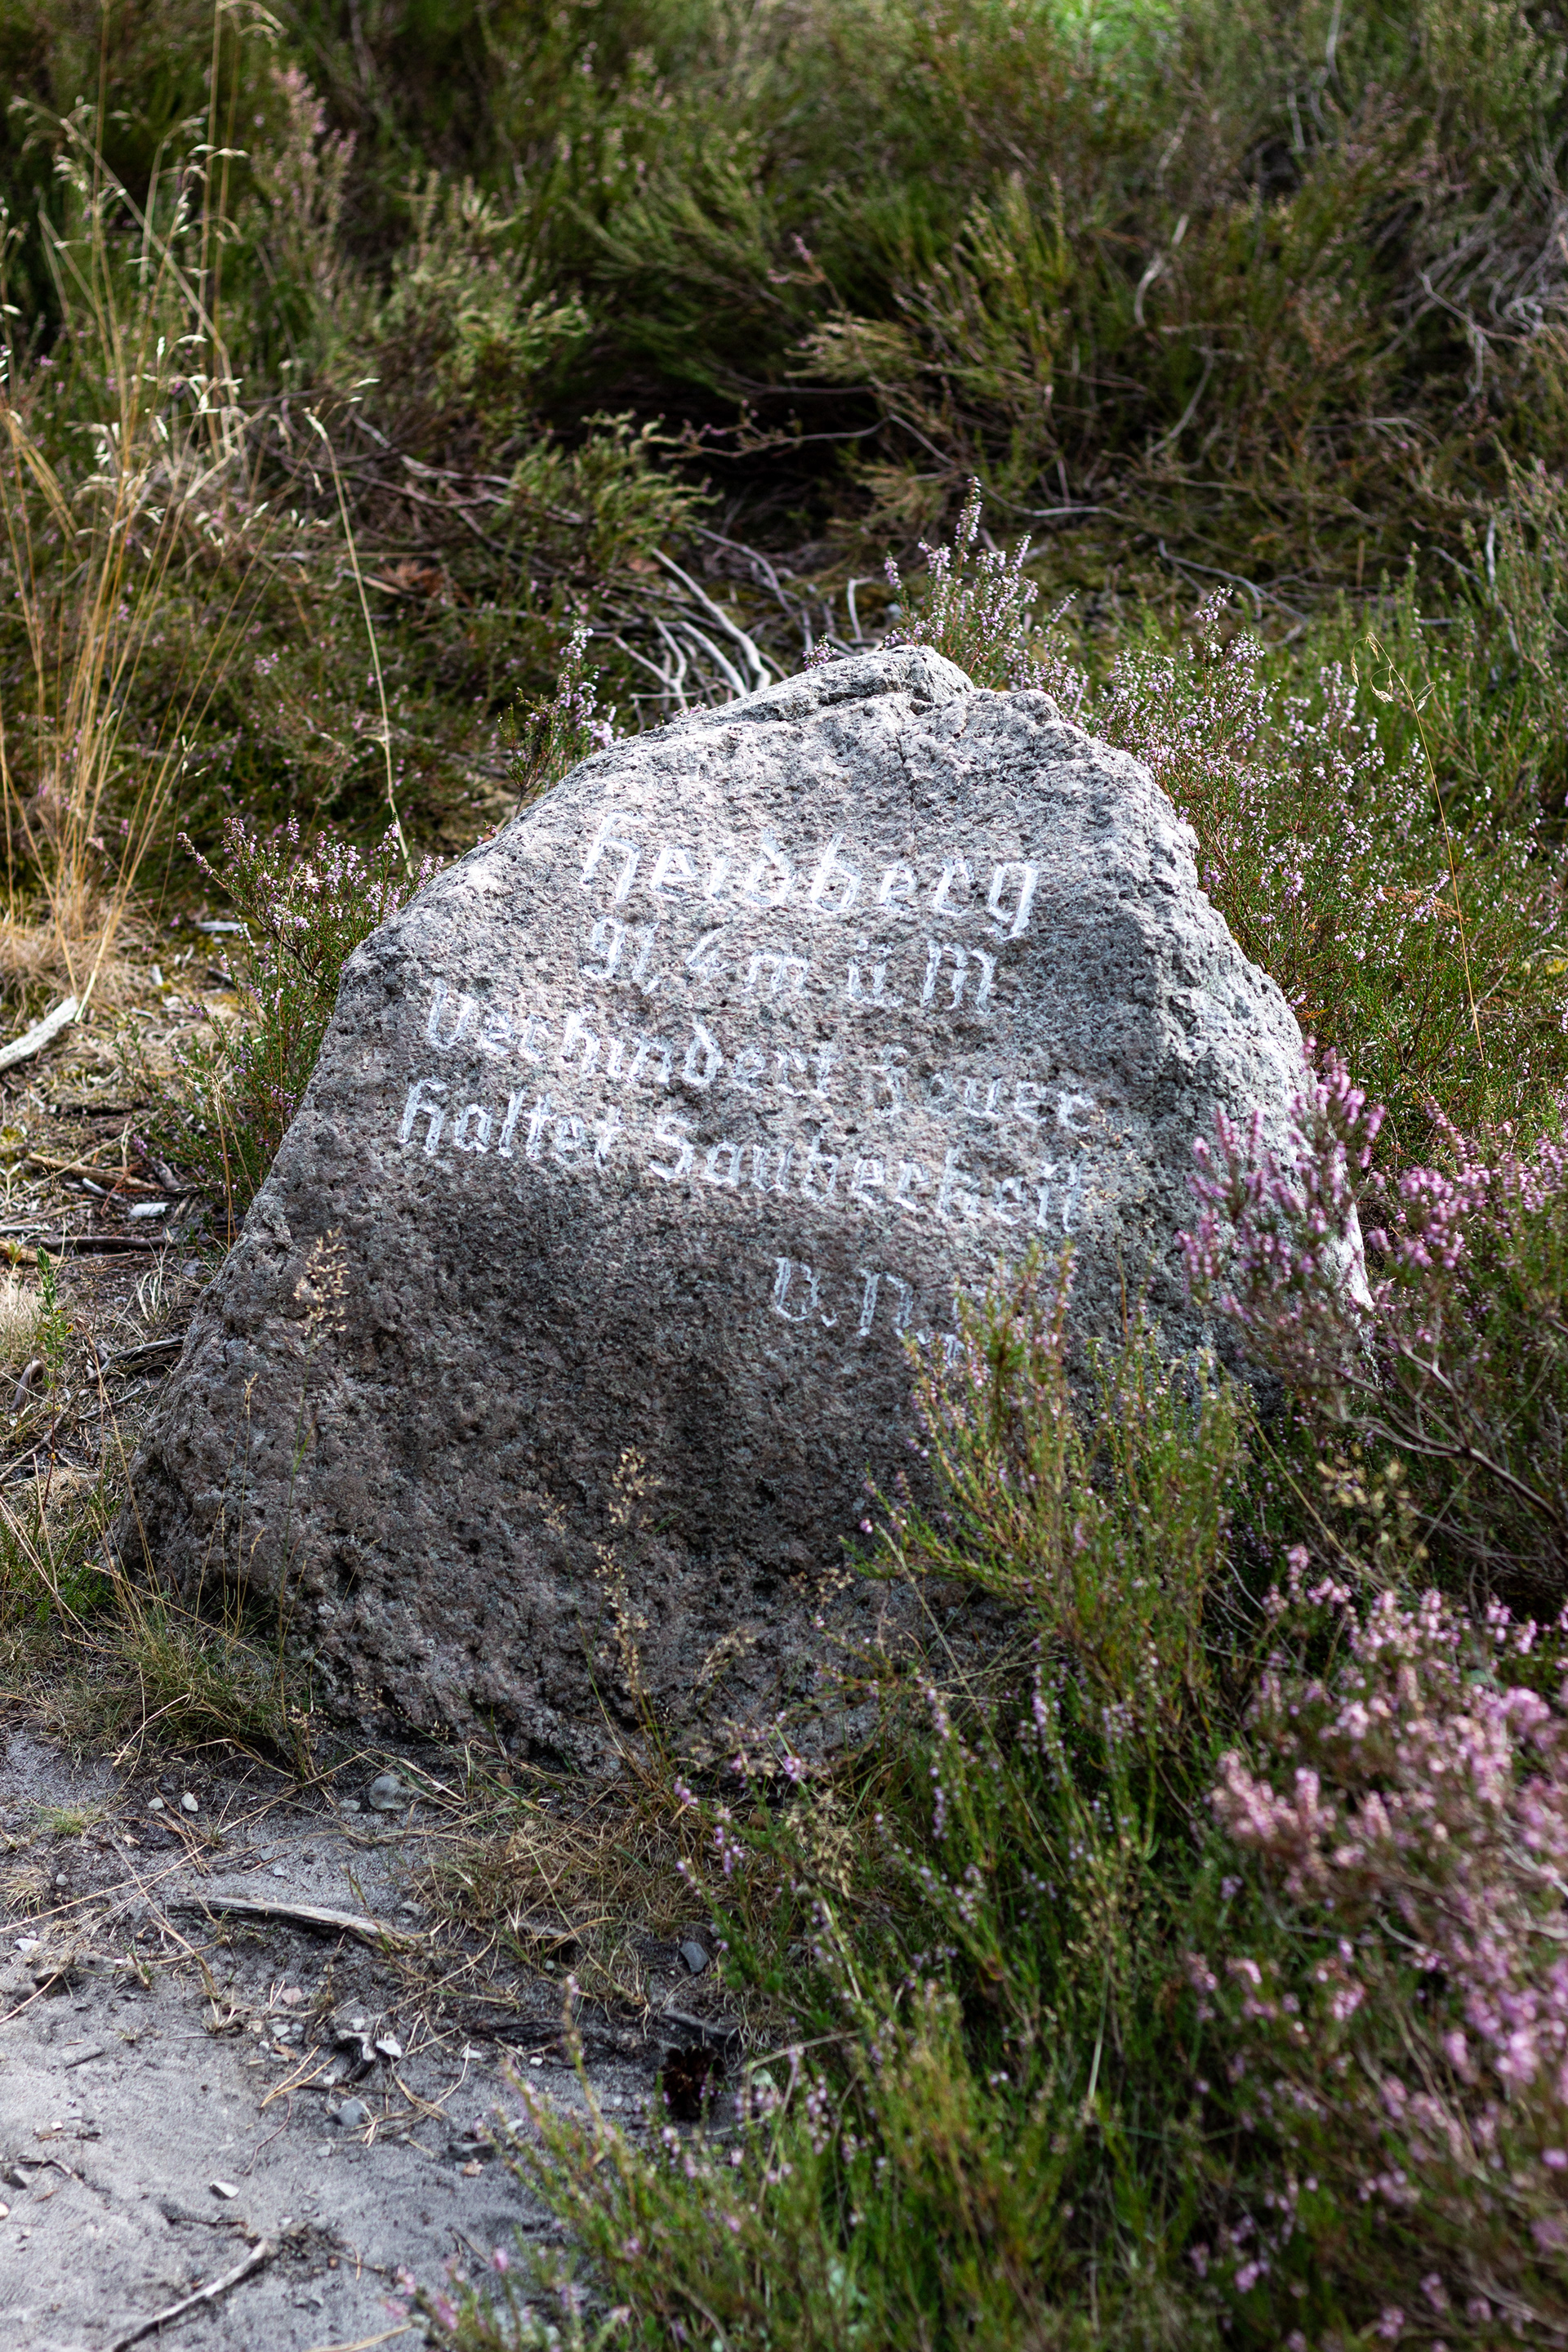 Heidberg
91,4 m ü. M
Verhindert Feuer
Haltet Sauberkeit
B.N.